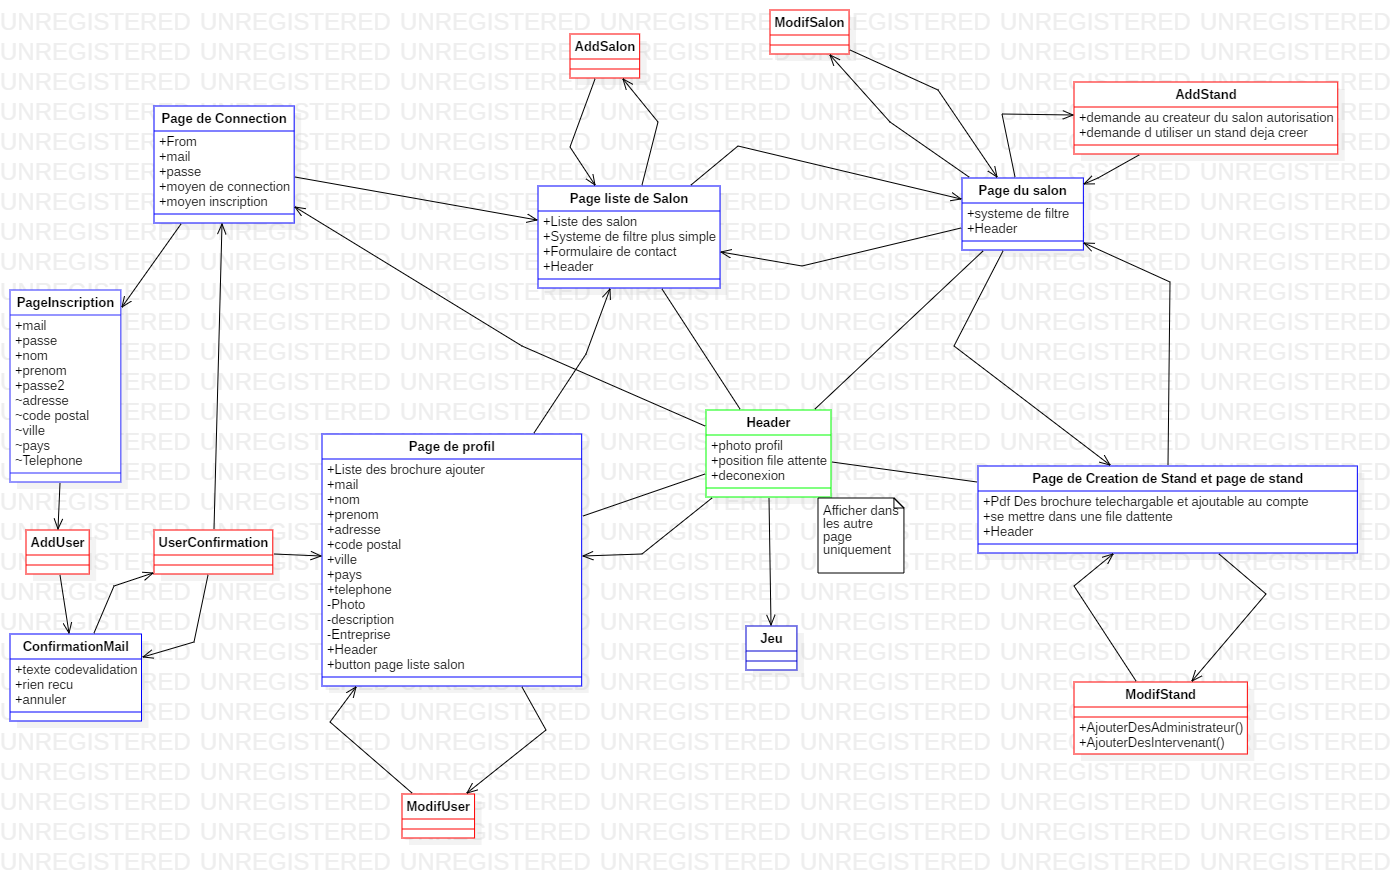 ModifSalon
AddSalon
AddStand
+demande au createur du salon autorisation
+demande d utiliser un stand deja creer
Page de Connection
+From
+mail
+passe
+moyen de connection
+moyen inscription
Page liste de Salon
+Liste des salon
+Systeme de filtre plus simple
+Formulaire de contact
+Header
Page du salon
+systeme de filtre
+Header
PageInscription
+mail
+passe
+nom
+prenom
+passe2
~adresse
~code postal
~ville
~pays
~Telephone
Header
+photo profil
+position file attente
+deconexion
Afficher dans
les autre
page
uniquement
Page de profil
+Liste des brochure ajouter
+mail
+nom
+prenom
+adresse
+code postal
+ville
+pays
+telephone
-Photo
-description
-Entreprise
+Header
+button page liste salon
Page de Creation de Stand et page de stand
+Pdf Des brochure telechargable et ajoutable au compte
+se mettre dans une file dattente
+Header
AddUser
UserConfirmation
ConfirmationMail
+texte codevalidation
+rien recu
+annuler
Jeu
ModifStand
+AjouterDesAdministrateur()
+AjouterDesIntervenant()
ModifUser
UNREGISTERED